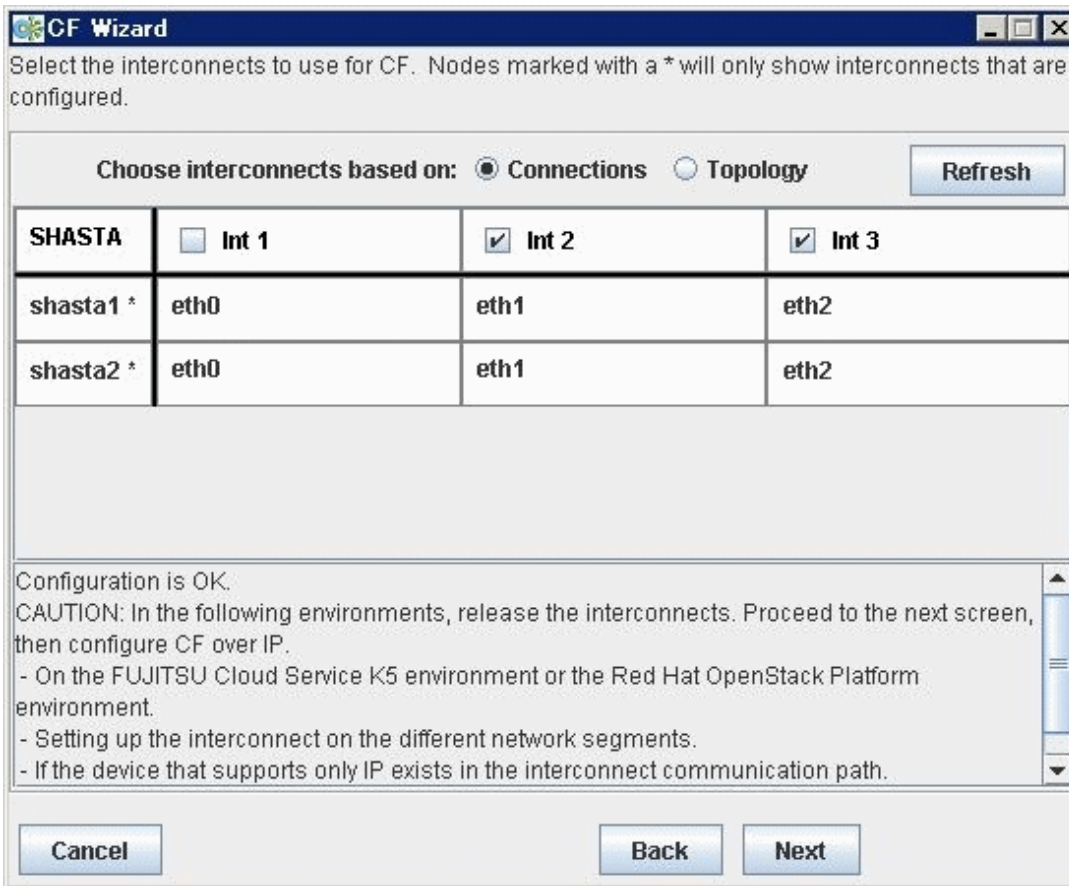 CF Wizard
Select the interconnects to use for CF. Nodes marked with a * will only show interconnects that are
configured.
Choose interconnects based on: Connections Topology Refresh
SHASTA Int 1 Int 2 Int 3
shasta1 * eth0 eth1 eth2
shasta2 * eth0 eth1 eth2
Configuration is OK.
CAUTION: In the following environments, release the interconnects. Proceed to the next screen,
then configure CF over IP.
- On the FUJITSU Cloud Service K5 environment or the Red Hat OpenStack Platform
environment.
- Setting up the interconnect on the different network segments.
- If the device that supports only IP exists in the interconnect communication path.
Cancel Back Next